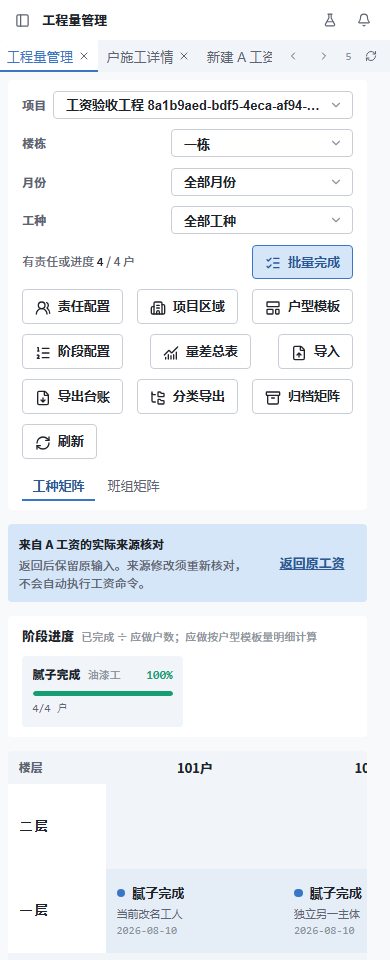 工程量管理
工程量管理 户施工详情 新建 A 工资 5
项目 工资验收工程 8a1b9aed-bdf5-4eca-af94-...
楼栋 一栋
月份 全部月份
工种 全部工种
有责任或进度 4 / 4 户 批量完成
责任配置 项目区域 户型模板
阶段配置 量差总表 导入
导出台账 分类导出 归档矩阵
刷新
工种矩阵 班组矩阵
来自 A 工资的实际来源核对
返回后保留原输入。来源修改须重新核对，
不会自动执行工资命令。
返回原工资
阶段进度 已完成 ÷ 应做户数；应做按户型模板量明细计算
腻子完成 油漆工 100%
4/4 户
楼层 101户 10
二层
一层 腻子完成 腻子完成
当前改名工人 独立另一主体
2026-08-10 2026-08-10